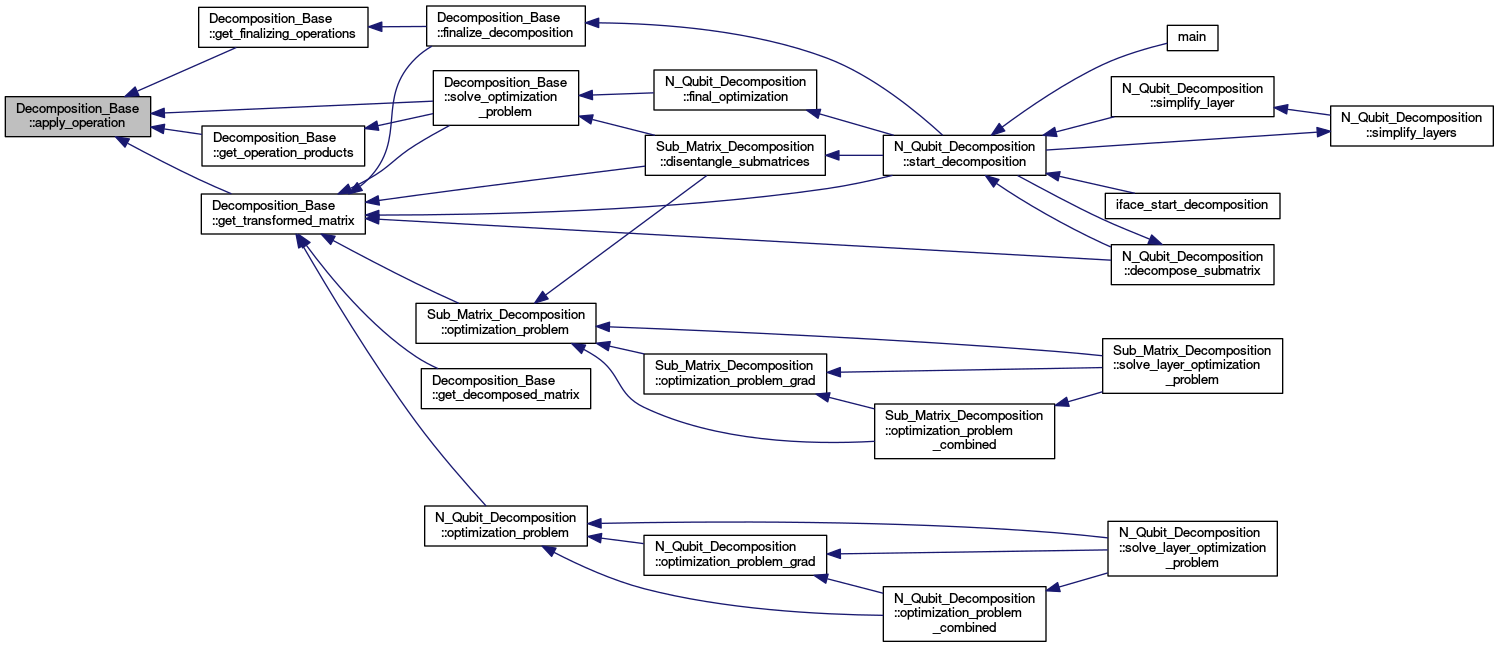 Decomposition_Base
::apply_operation
Decomposition_Base
::get_finalizing_operations
Decomposition_Base
::get_operation_products
Decomposition_Base
::get_transformed_matrix
Decomposition_Base
::finalize_decomposition
Decomposition_Base
::solve_optimization
_problem
Sub_Matrix_Decomposition
::optimization_problem
Decomposition_Base
::get_decomposed_matrix
N_Qubit_Decomposition
::optimization_problem
N_Qubit_Decomposition
::final_optimization
Sub_Matrix_Decomposition
::disentangle_submatrices
Sub_Matrix_Decomposition
::optimization_problem_grad
N_Qubit_Decomposition
::optimization_problem_grad
N_Qubit_Decomposition
::start_decomposition
Sub_Matrix_Decomposition
::optimization_problem
_combined
N_Qubit_Decomposition
::optimization_problem
_combined
main
N_Qubit_Decomposition
::simplify_layer
iface_start_decomposition
N_Qubit_Decomposition
::decompose_submatrix
Sub_Matrix_Decomposition
::solve_layer_optimization
_problem
N_Qubit_Decomposition
::solve_layer_optimization
_problem
N_Qubit_Decomposition
::simplify_layers